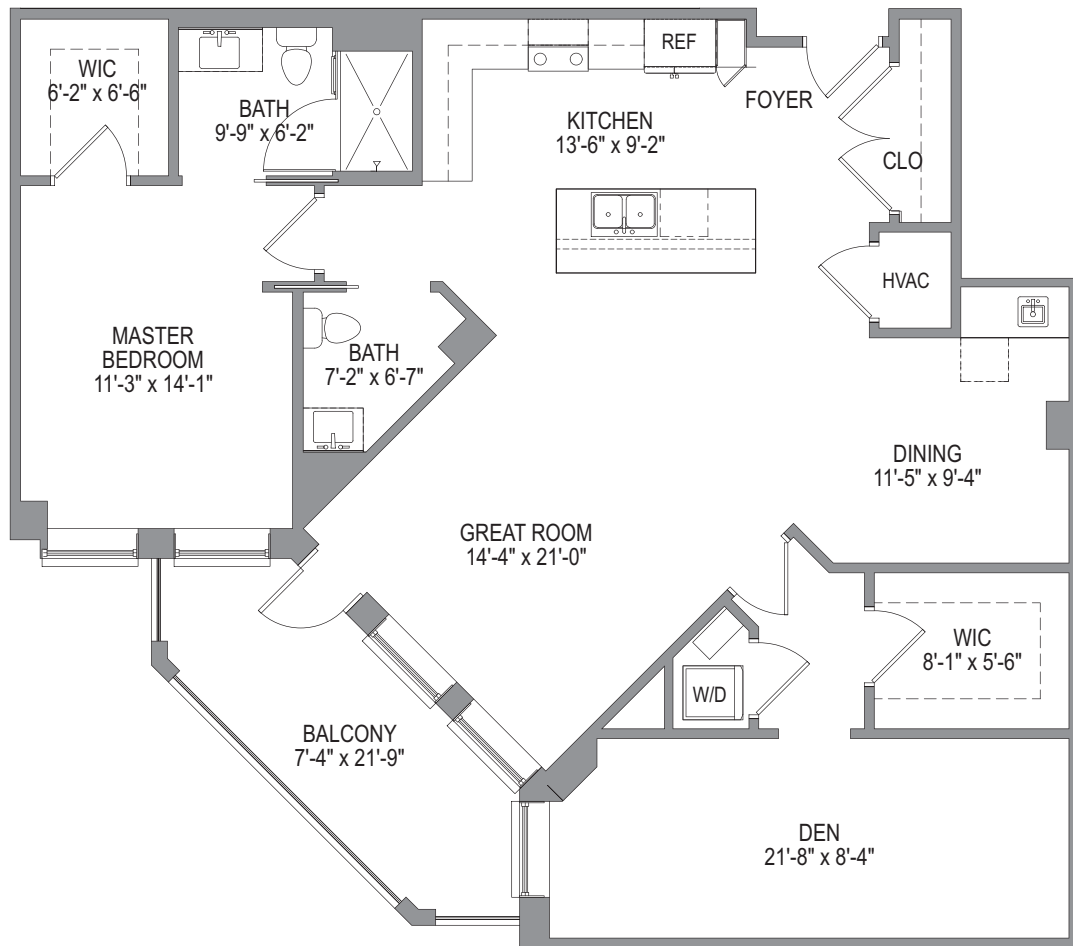 WIC
6'-2" x 6'-6"
BATH
9'-9" x 6'-2"
REF
KITCHEN
13'-6" x 9'-2"
FOYER
CLO
HVAC
MASTER
BEDROOM
11'-3" x 14'-1"
BATH
7'-2" x 6'-7"
DINING
11'-5" x 9'-4"
GREAT ROOM
14'-4" x 21'-0"
WIC
8'-1" x 5'-6"
W/D
BALCONY
7'-4" x 21'-9"
DEN
21'-8" x 8'-4"